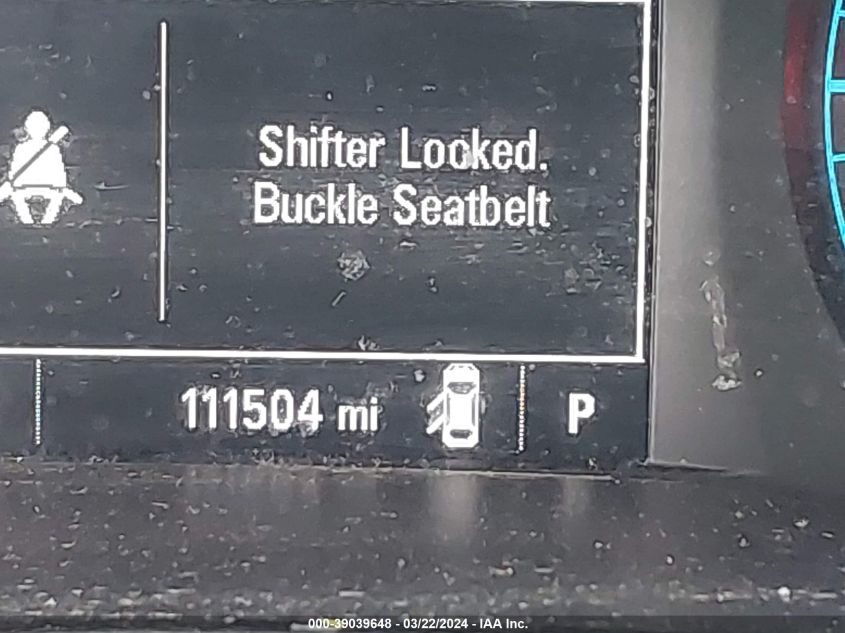 Shifter Locked.
Buckle Seatbelt
111504 mi
P
000-39039648 - 03/22/2024 - IAA Inc.